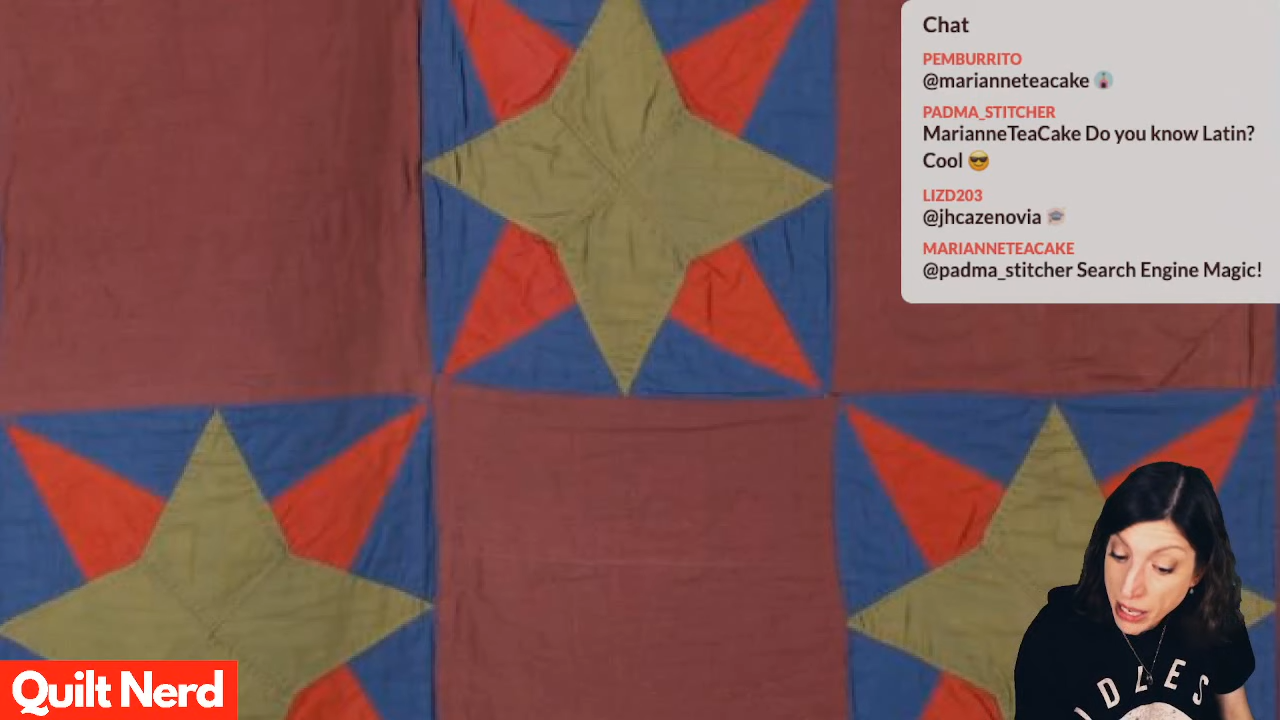 Chat
PEMBURRITO
@marianneteacake
PADMA_STITCHER
MarianneTeaCake Do you know Latin?
Cool 😎
LIZD203
@jhcazenovia
MARIANNETEACAKE
@padma_stitcher Search Engine Magic!
Quilt Nerd
DLES